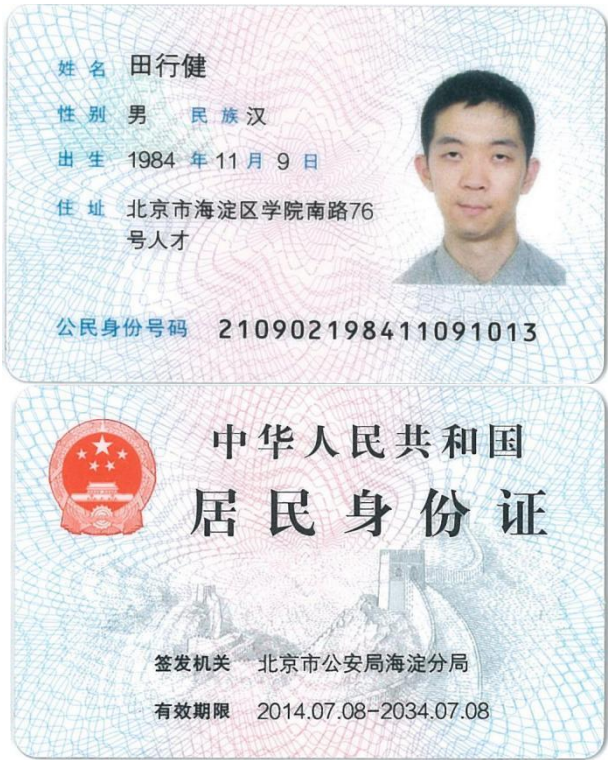 姓名 田行健
性别 男 民族 汉
出生 1984 年 11 月 9 日
住址 北京市海淀区学院南路76
号人才
公民身份号码 210902198411091013
中华人民共和国
居民身份证
签发机关 北京市公安局海淀分局
有效期限 2014.07.08-2034.07.08